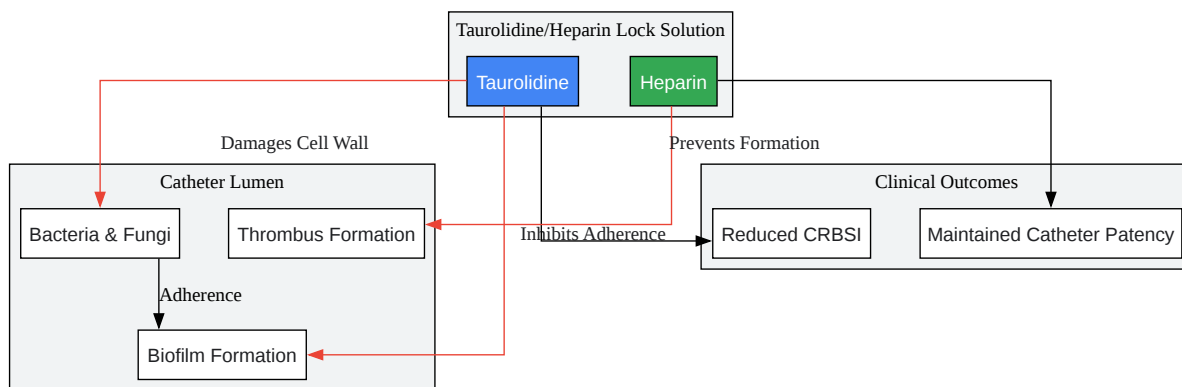 Taurolidine/Heparin Lock Solution
Taurolidine
Heparin
Damages Cell Wall
Prevents Formation
Catheter Lumen
Clinical Outcomes
Bacteria & Fungi
Thrombus Formation
Inhibits Adherence
Reduced CRBSI
Maintained Catheter Patency
Adherence
Biofilm Formation